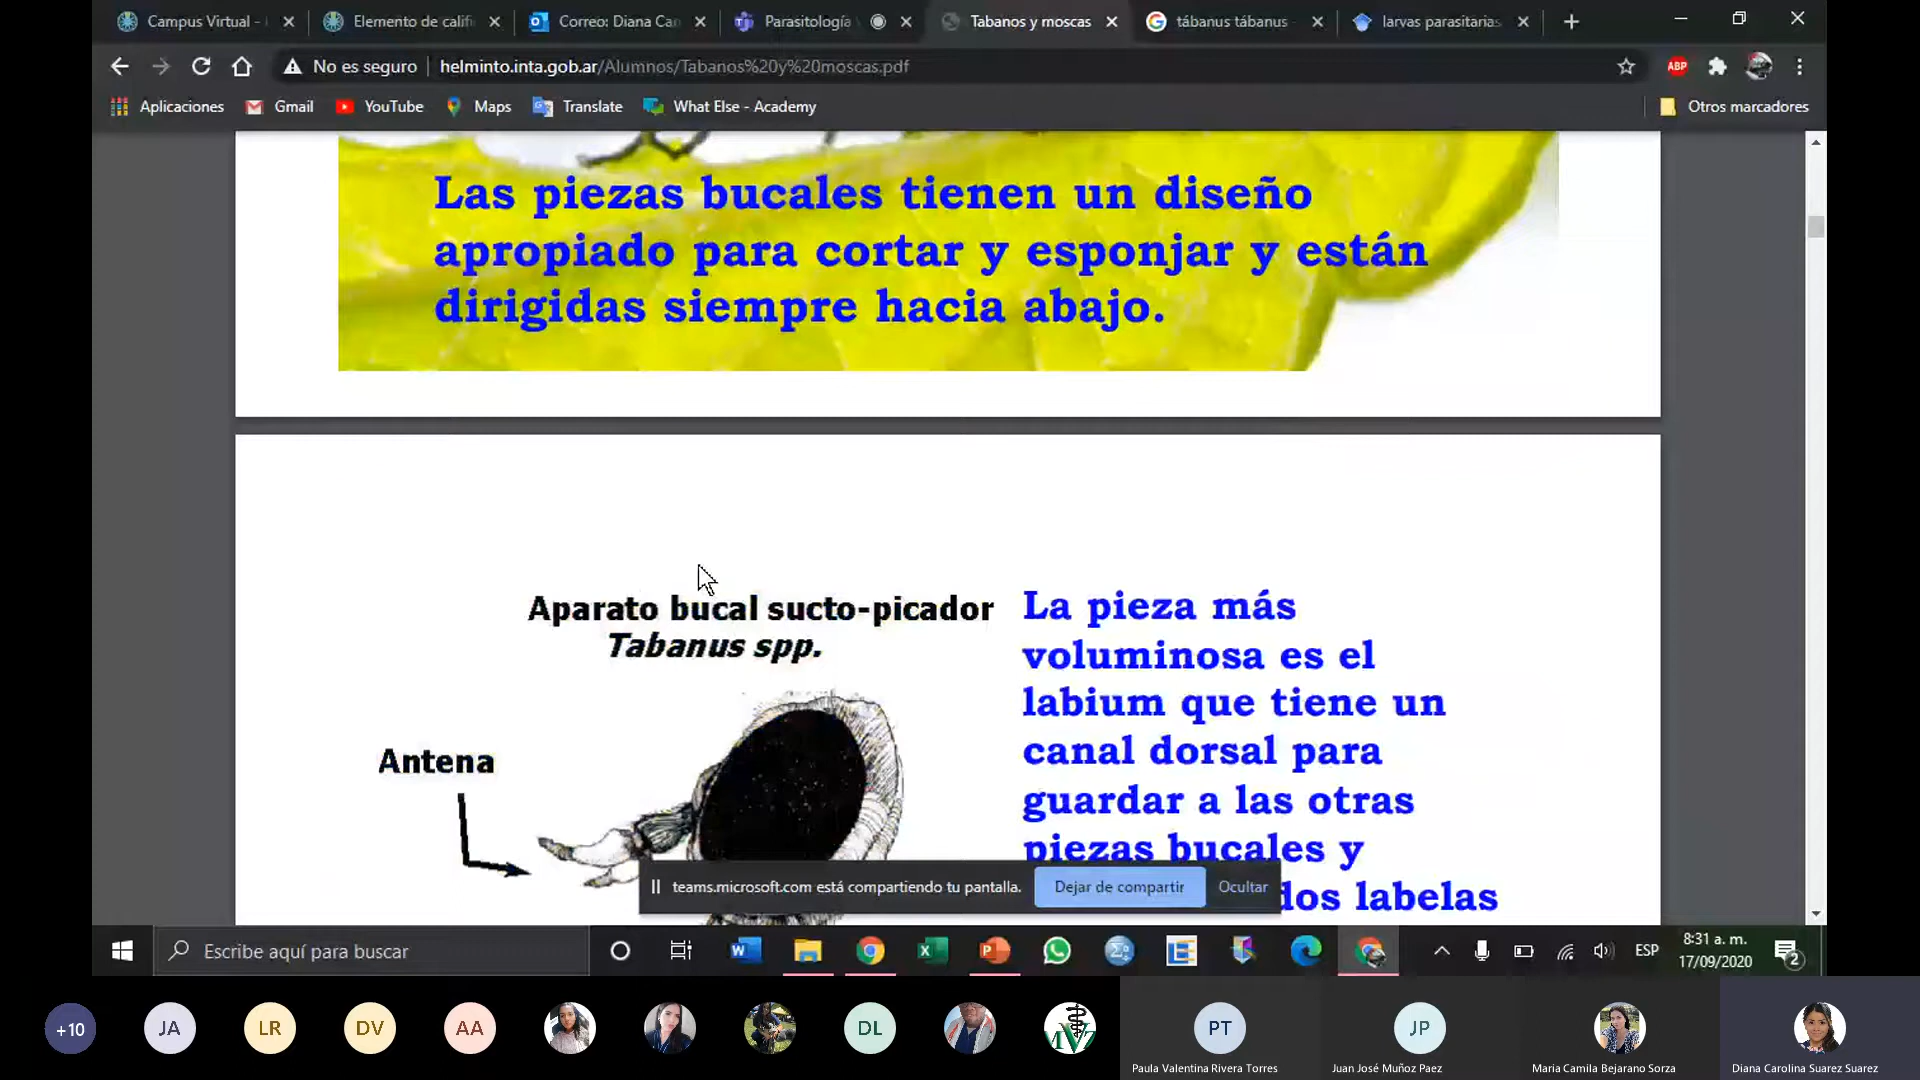 Campus Virtual -
Elemento de calif
Correo: Diana Car
Parasitología
Tabanos y moscas
tábanus tábanus
larvas parasitarias
No es seguro
helminto.inta.gob.ar/Alumnos/Tabanos%20y%20moscas.pdf
ABP
Aplicaciones
Gmail
YouTube
Maps
Translate
What Else - Academy
Otros marcadores
Las piezas bucales tienen un diseño
apropiado para cortar y esponjar y están
dirigidas siempre hacia abajo.
Aparato bucal sucto-picador
Tabanus spp.
Antena
La pieza más
voluminosa es el
labium que tiene un
canal dorsal para
guardar a las otras
piezas bucales y
dos labelas
teams.microsoft.com está compartiendo tu pantalla.
Dejar de compartir
Ocultar
Escribe aquí para buscar
ESP
8:31 a. m.
17/09/2020
2
+10
JA
LR
DV
AA
DL
MVZ
PT
JP
Paula Valentina Rivera Torres
Juan José Muñoz Paez
Maria Camila Bejarano Sorza
Diana Carolina Suarez Suarez